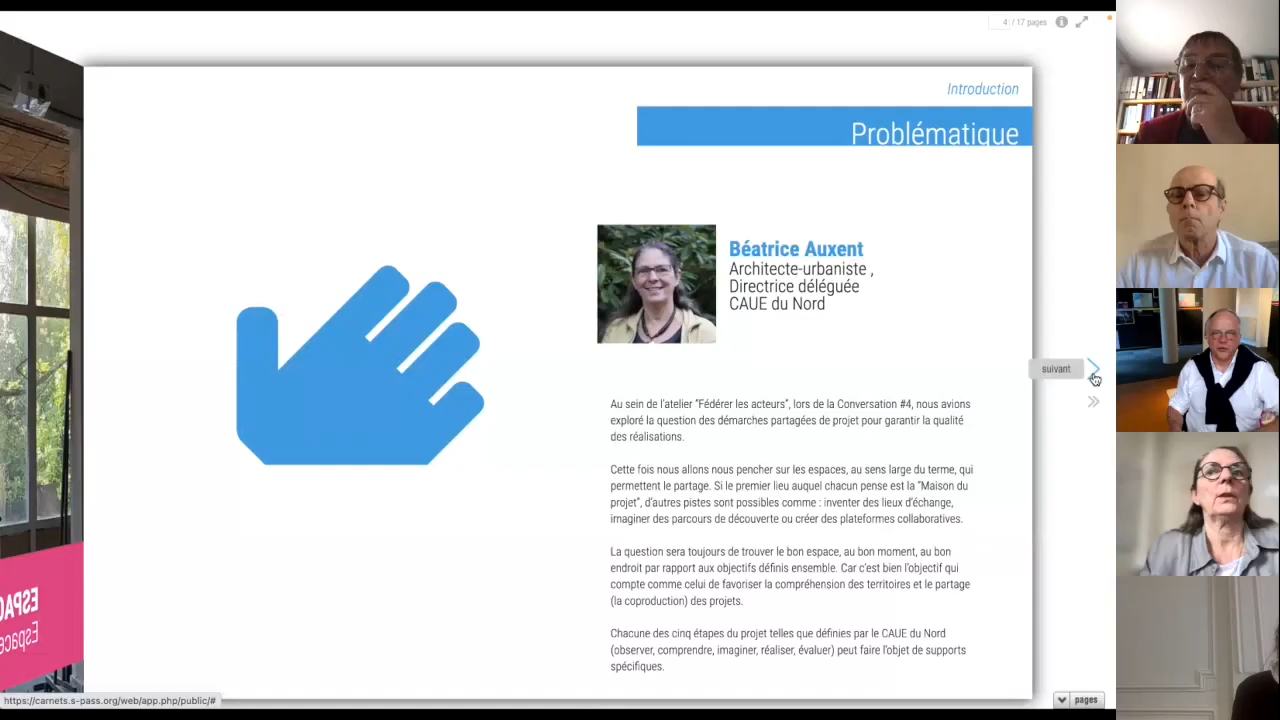 4 / 17 pages
Introduction
Problématique
Béatrice Auxent
Architecte-urbaniste ,
Directrice déléguée
CAUE du Nord
suivant
Au sein de l'atelier "Fédérer les acteurs", lors de la Conversation #4, nous avions
exploré la question des démarches partagées de projet pour garantir la qualité
des réalisations.
Cette fois nous allons nous pencher sur les espaces, au sens large du terme, qui
permettent le partage. Si le premier lieu auquel chacun pense est la "Maison du
projet", d'autres pistes sont possibles comme : inventer des lieux d'échange,
imaginer des parcours de découverte ou créer des plateformes collaboratives.
La question sera toujours de trouver le bon espace, au bon moment, au bon
endroit par rapport aux objectifs définis ensemble. Car c'est bien l'objectif qui
compte comme celui de favoriser la compréhension des territoires et le partage
(la coproduction) des projets.
Chacune des cinq étapes du projet telles que définies par le CAUE du Nord
(observer, comprendre, imaginer, réaliser, évaluer) peut faire l'objet de supports
spécifiques.
ESPAC
Espace
https://carnets.s-pass.org/web/app.php/public/#
pages